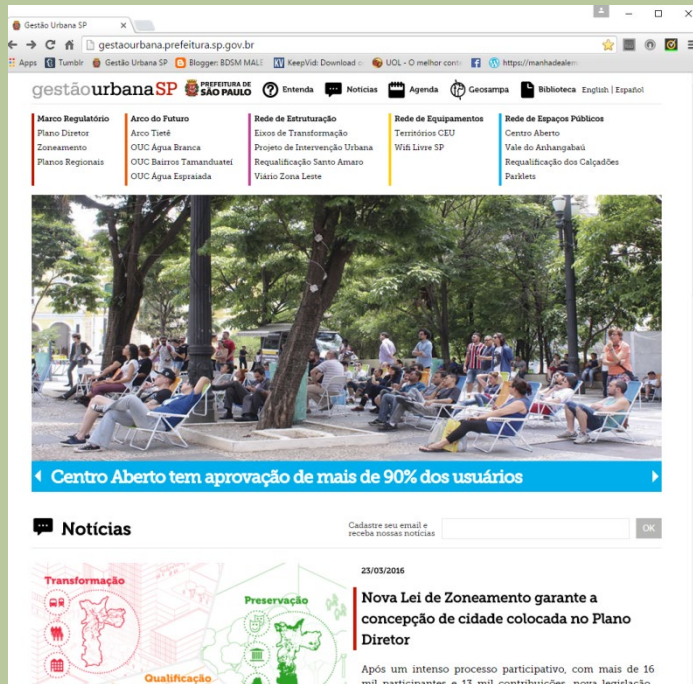 Gestão Urbana SP
gestaourbana.prefeitura.sp.gov.br
Apps Tumblr Gestão Urbana SP Blogger: BDSM MALE KeepVid: Download o UOL - O melhor conte https://manhadealem
gestãourbanaSP PREFEITURA DE SÃO PAULO Entenda Notícias Agenda Geosampa Biblioteca English | Español
Marco Regulatório
Plano Diretor
Zoneamento
Planos Regionais
Arco do Futuro
Arco Tietê
OUC Água Branca
OUC Bairros Tamanduateí
OUC Água Espraiada
Rede de Estruturação
Eixos de Transformação
Projeto de Intervenção Urbana
Requalificação Santo Amaro
Viário Zona Leste
Rede de Equipamentos
Territórios CEU
Wifi Livre SP
Rede de Espaços Públicos
Centro Aberto
Vale do Anhangabaú
Requalificação dos Calçadões
Parklets
Centro Aberto tem aprovação de mais de 90% dos usuários
Notícias
Cadastre seu email e
receba nossas notícias
OK
Transformação
Preservação
Qualificação
23/03/2016
Nova Lei de Zoneamento garante a
concepção de cidade colocada no Plano
Diretor
Após um intenso processo participativo, com mais de 16
mil participantes e 13 mil contribuições, nova legislação